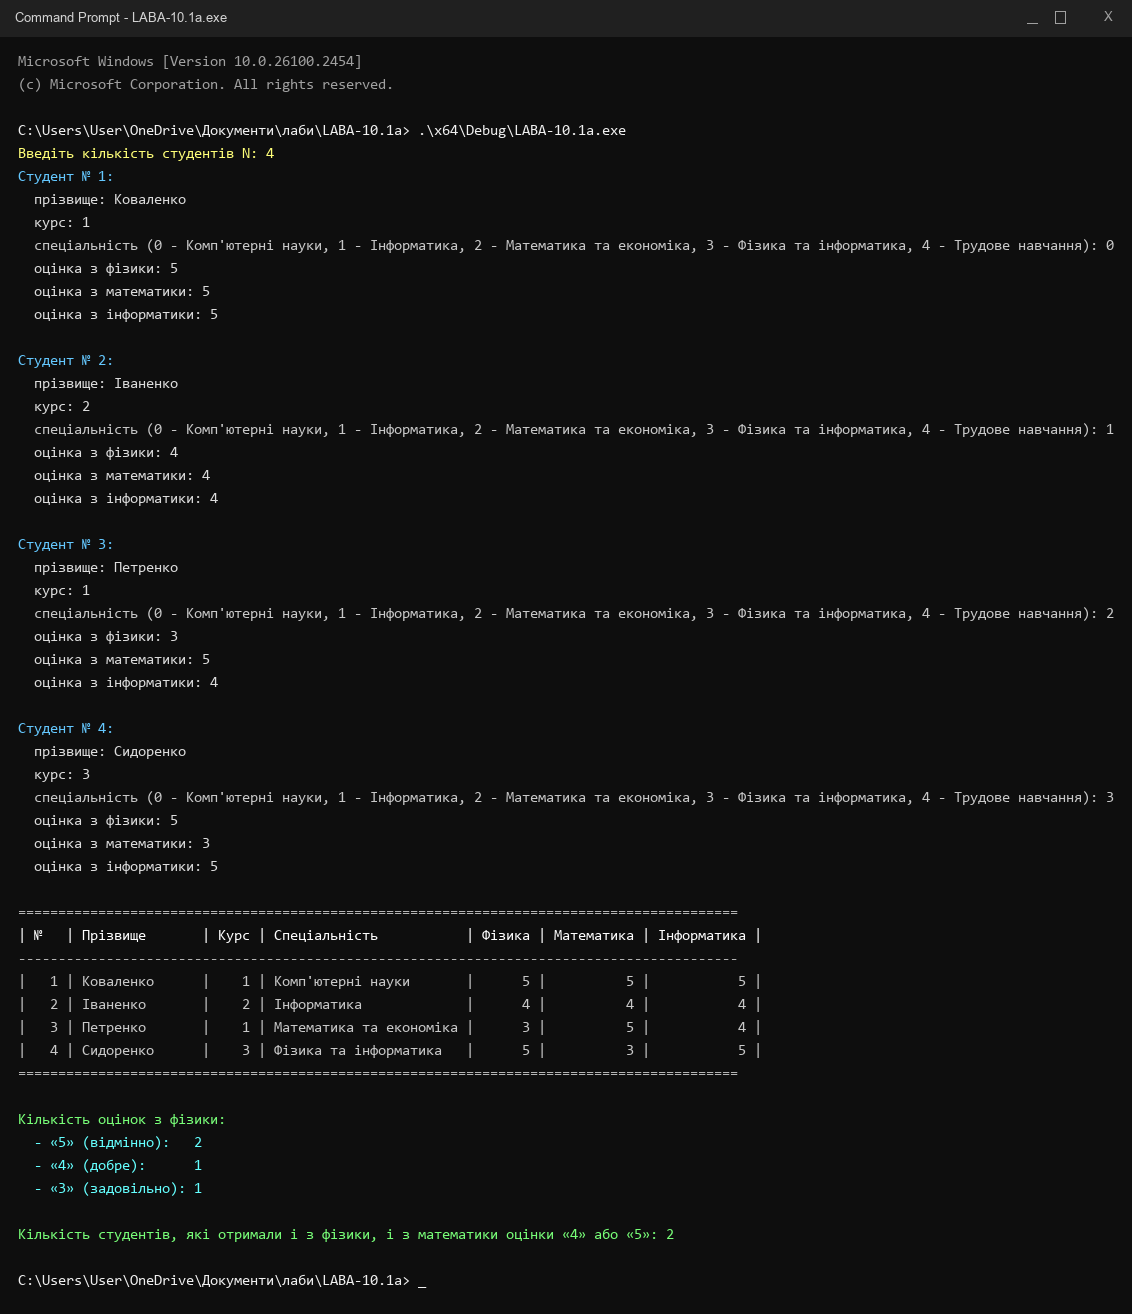 Command Prompt - LABA-10.1a.exe
Microsoft Windows [Version 10.0.26100.2454]
(c) Microsoft Corporation. All rights reserved.
C:\Users\User\OneDrive\Документи\лаби\LABA-10.1a> .\x64\Debug\LABA-10.1a.exe
Введіть кількість студентів N: 4
Студент № 1:
прізвище: Коваленко
курс: 1
спеціальність (0 - Комп'ютерні науки, 1 - Інформатика, 2 - Математика та економіка, 3 - Фізика та інформатика, 4 - Трудове навчання): 0
оцінка з фізики: 5
оцінка з математики: 5
оцінка з інформатики: 5
Студент № 2:
прізвище: Іваненко
курс: 2
спеціальність (0 - Комп'ютерні науки, 1 - Інформатика, 2 - Математика та економіка, 3 - Фізика та інформатика, 4 - Трудове навчання): 1
оцінка з фізики: 4
оцінка з математики: 4
оцінка з інформатики: 4
Студент № 3:
прізвище: Петренко
курс: 1
спеціальність (0 - Комп'ютерні науки, 1 - Інформатика, 2 - Математика та економіка, 3 - Фізика та інформатика, 4 - Трудове навчання): 2
оцінка з фізики: 3
оцінка з математики: 5
оцінка з інформатики: 4
Студент № 4:
прізвище: Сидоренко
курс: 3
спеціальність (0 - Комп'ютерні науки, 1 - Інформатика, 2 - Математика та економіка, 3 - Фізика та інформатика, 4 - Трудове навчання): 3
оцінка з фізики: 5
оцінка з математики: 3
оцінка з інформатики: 5
==========================================================================================
| №   | Прізвище       | Курс | Спеціальність           | Фізика | Математика | Інформатика |
------------------------------------------------------------------------------------------
|   1 | Коваленко      |    1 | Комп'ютерні науки       |      5 |          5 |           5 |
|   2 | Іваненко       |    2 | Інформатика             |      4 |          4 |           4 |
|   3 | Петренко       |    1 | Математика та економіка |      3 |          5 |           4 |
|   4 | Сидоренко      |    3 | Фізика та інформатика   |      5 |          3 |           5 |
==========================================================================================
Кількість оцінок з фізики:
- «5» (відмінно):   2
- «4» (добре):      1
- «3» (задовільно): 1
Кількість студентів, які отримали і з фізики, і з математики оцінки «4» або «5»: 2
C:\Users\User\OneDrive\Документи\лаби\LABA-10.1a> _